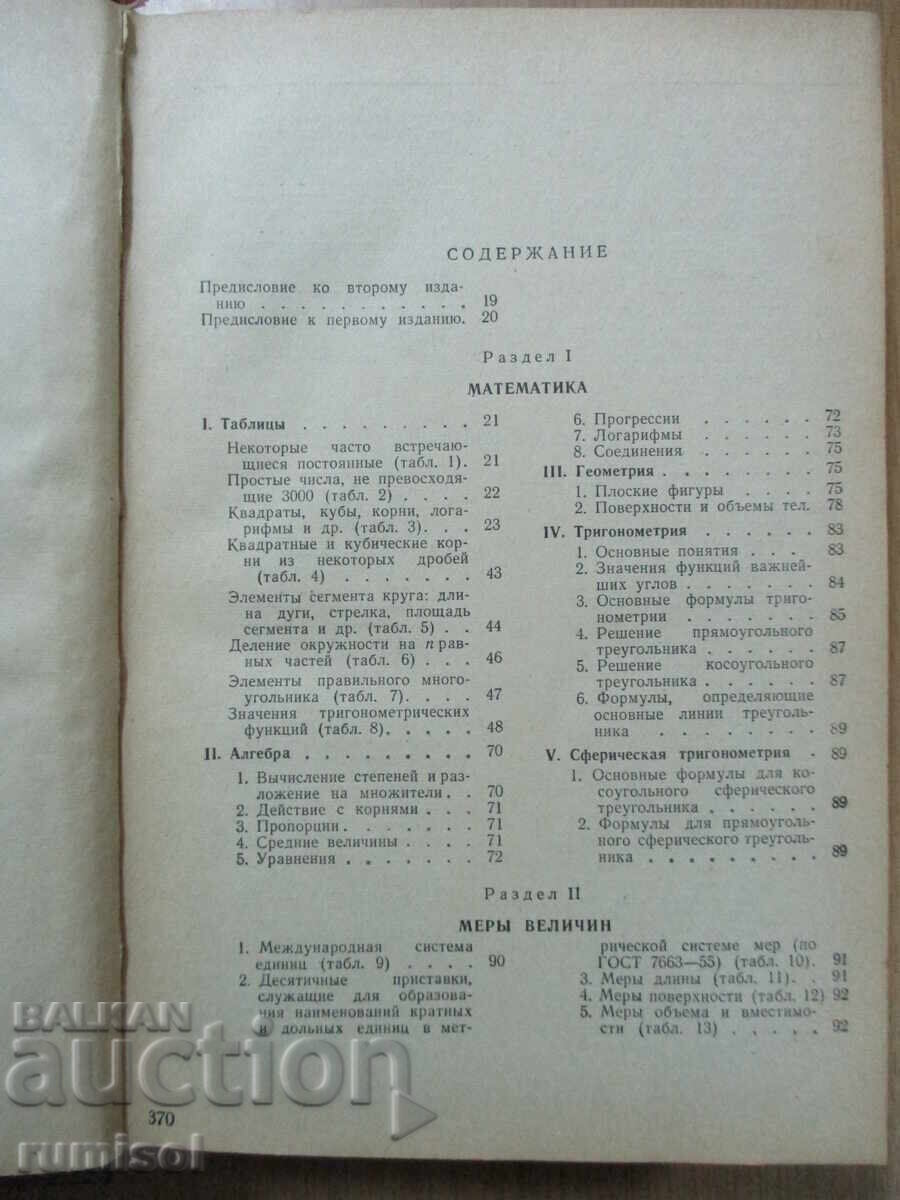 СОДЕРЖАНИЕ
Предисловие ко второму изда-
нию . . . . . . . . . . . 19
Предисловие к первому изданию. 20
Раздел I
МАТЕМАТИКА
I. Таблицы . . . . . . . . . 21
Некоторые часто встречаю-
щиеся постоянные (табл. 1). 21
Простые числа, не превосходя-
щие 3000 (табл. 2) . . . . 22
Квадраты, кубы, корни, лога-
рифмы и др. (табл. 3). . . 23
Квадратные и кубические кор-
ни из некоторых дробей
(табл. 4) . . . . . . . 43
Элементы сегмента круга: дли-
на дуги, стрелка, площадь
сегмента и др. (табл. 5) . . 44
Деление окружности на n рав-
ных частей (табл. 6) . . . 46
Элементы правильного много-
угольника (табл. 7). . . . 47
Значения тригонометрических
функций (табл. 8). . . . . 48
II. Алгебра . . . . . . . . . 70
1. Вычисление степеней и раз-
ложение на множители. . 70
2. Действие с корнями . . . 71
3. Пропорции. . . . . . . 71
4. Средние величины . . . . 71
5. Уравнения . . . . . . . 72
6. Прогрессии . . . . . . 72
7. Логарифмы . . . . . . 73
8. Соединения. . . . . . . 75
III. Геометрия . . . . . . . . 75
1. Плоские фигуры . . . . 75
2. Поверхности и объемы тел. 78
IV. Тригонометрия . . . . . . 83
1. Основные понятия . . . 83
2. Значения функций важней-
ших углов . . . . . . . 84
3. Основные формулы триго-
нометрии . . . . . . . 85
4. Решение прямоугольного
треугольника . . . . . . 87
5. Решение косоугольного
треугольника . . . . . . 87
6. Формулы, определяющие
основные линии треуголь-
ника . . . . . . . . . 89
V. Сферическая тригонометрия . 89
1. Основные формулы для ко-
соугольного сферического
треугольника . . . . . . 89
2. Формулы для прямоуголь-
ного сферического треуголь-
ника . . . . . . . . . 89
Раздел II
МЕРЫ ВЕЛИЧИН
1. Международная система
единиц (табл. 9) . . . . 90
2. Десятичные приставки,
служащие для образова-
ния наименований кратных
и дольных единиц в мет-
рической системе мер (по
ГОСТ 7663—55) (табл. 10). 91
3. Меры длины (табл. 11). . 91
4. Меры поверхности (табл. 12) 92
5. Меры объема и вместимо-
сти (табл. 13) . . . . . 92
370
BALKAN
auction
rumisol